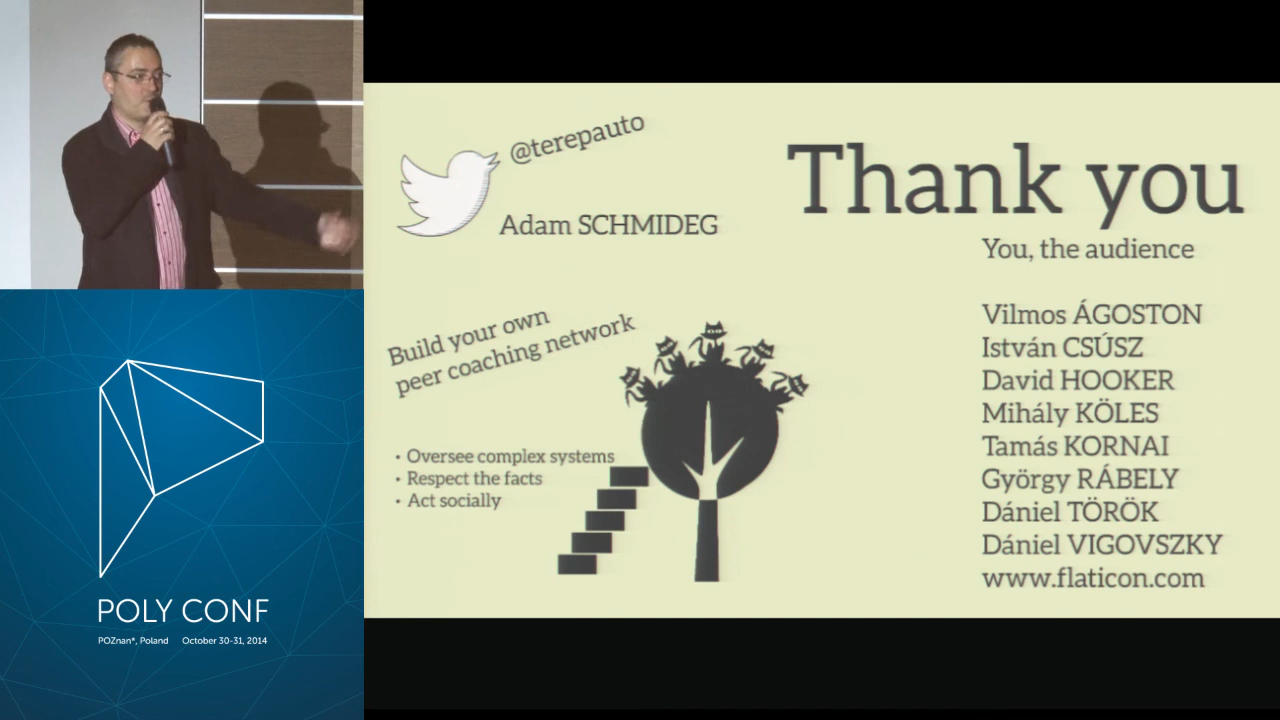 @terepauto
Adam SCHMIDEG
Thank you
You, the audience
Build your own
peer coaching network
• Oversee complex systems
• Respect the facts
• Act socially
Vilmos ÁGOSTON
István CSÚSZ
David HOOKER
Mihály KÖLES
Tamás KORNAI
György RÁBELY
Dániel TÖRÖK
Dániel VIGOVSZKY
www.flaticon.com
POLY CONF
POZnan*, Poland October 30-31, 2014